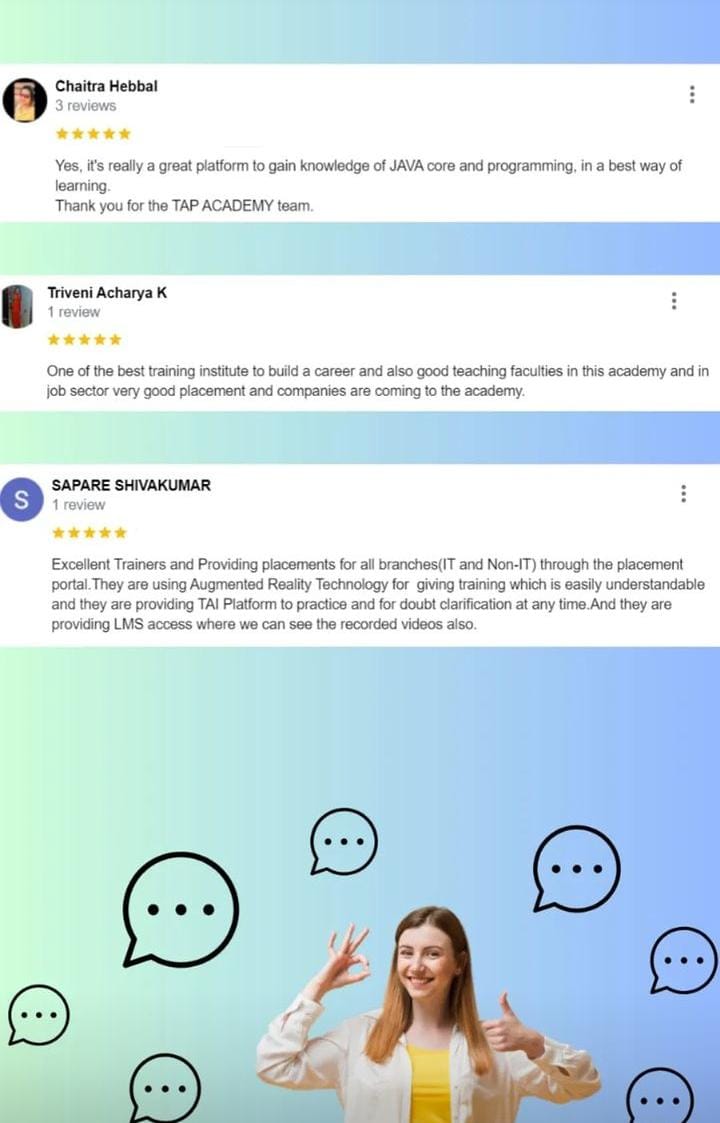 Chaitra Hebbal
3 reviews
Yes, it's really a great platform to gain knowledge of JAVA core and programming, in a best way of
learning.
Thank you for the TAP ACADEMY team.
Triveni Acharya K
1 review
One of the best training institute to build a career and also good teaching faculties in this academy and in
job sector very good placement and companies are coming to the academy.
S
SAPARE SHIVAKUMAR
1 review
Excellent Trainers and Providing placements for all branches(IT and Non-IT) through the placement
portal.They are using Augmented Reality Technology for  giving training which is easily understandable
and they are providing TAI Platform to practice and for doubt clarification at any time.And they are
providing LMS access where we can see the recorded videos also.